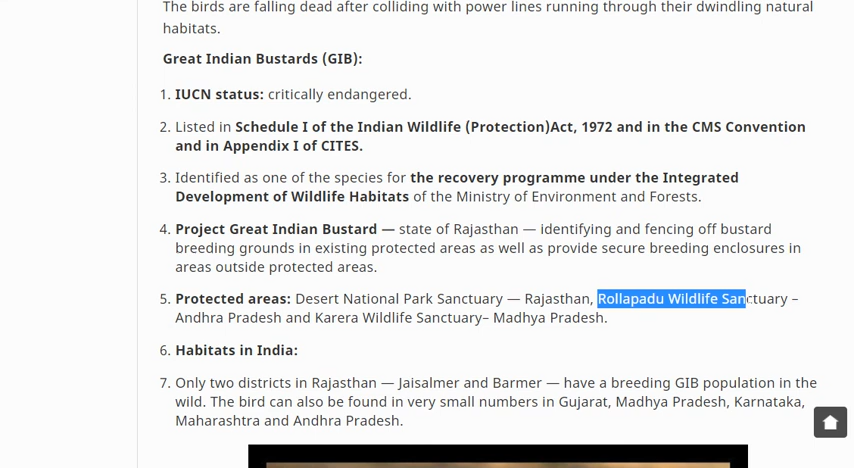 The birds are falling dead after colliding with power lines running through their dwindling natural
habitats.
Great Indian Bustards (GIB):
1. IUCN status: critically endangered.
2. Listed in Schedule I of the Indian Wildlife (Protection)Act, 1972 and in the CMS Convention
and in Appendix I of CITES.
3. Identified as one of the species for the recovery programme under the Integrated
Development of Wildlife Habitats of the Ministry of Environment and Forests.
4. Project Great Indian Bustard — state of Rajasthan — identifying and fencing off bustard
breeding grounds in existing protected areas as well as provide secure breeding enclosures in
areas outside protected areas.
5. Protected areas: Desert National Park Sanctuary — Rajasthan, Rollapadu Wildlife Sanctuary –
Andhra Pradesh and Karera Wildlife Sanctuary– Madhya Pradesh.
6. Habitats in India:
7. Only two districts in Rajasthan — Jaisalmer and Barmer — have a breeding GIB population in the
wild. The bird can also be found in very small numbers in Gujarat, Madhya Pradesh, Karnataka,
Maharashtra and Andhra Pradesh.